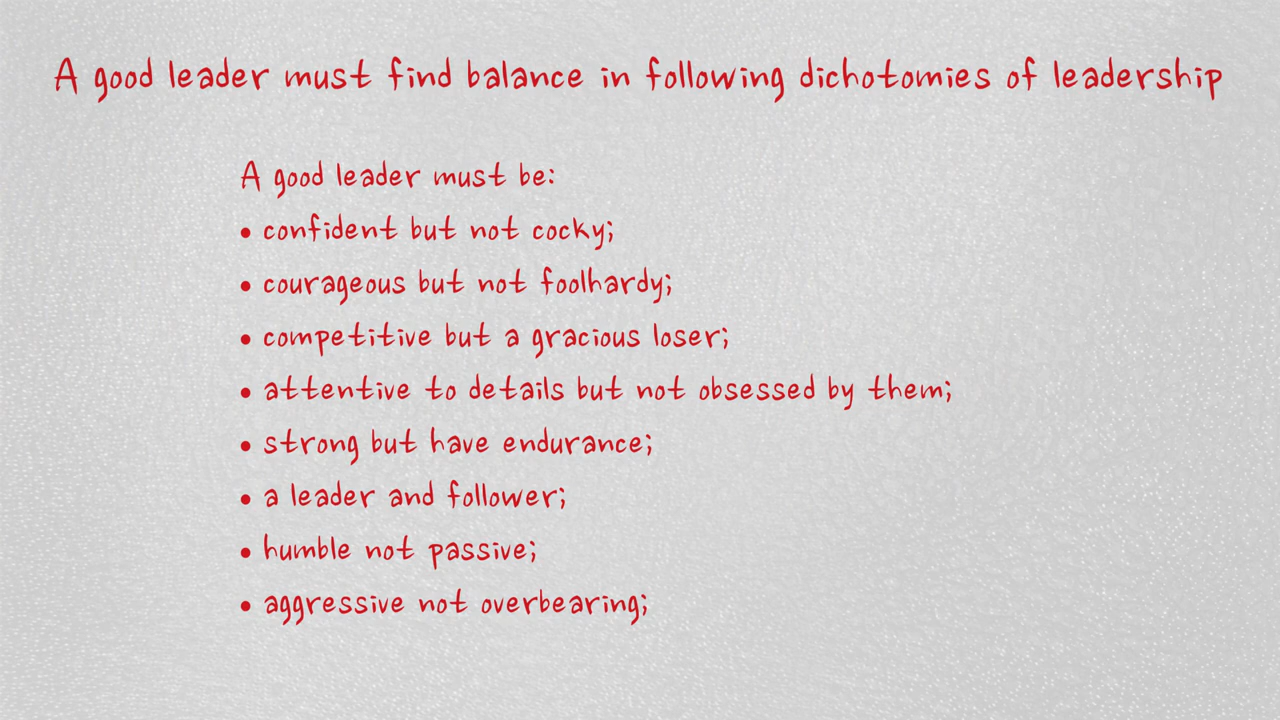 A good leader must find balance in following dichotomies of leadership
A good leader must be:
• confident but not cocky;
• courageous but not foolhardy;
• competitive but a gracious loser;
• attentive to details but not obsessed by them;
• strong but have endurance;
• a leader and follower;
• humble not passive;
• aggressive not overbearing;